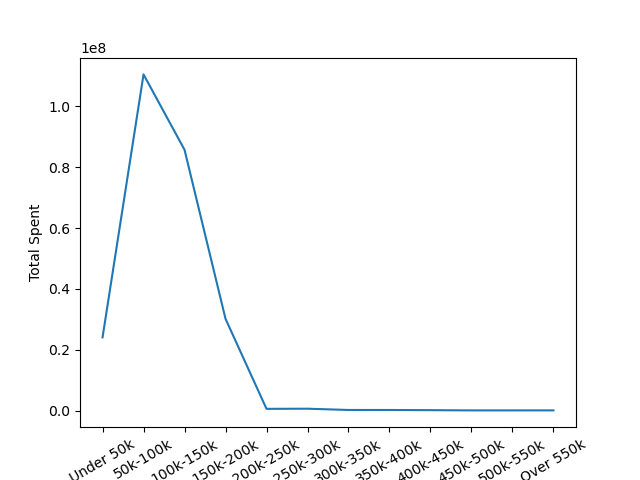 1e8
1.0
0.8
0.6
0.4
0.2
0.0
Total Spent
Under 50k
50k-100k
100k-150k
150k-200k
200k-250k
250k-300k
300k-350k
350k-400k
400k-450k
450k-500k
500k-550k
Over 550k